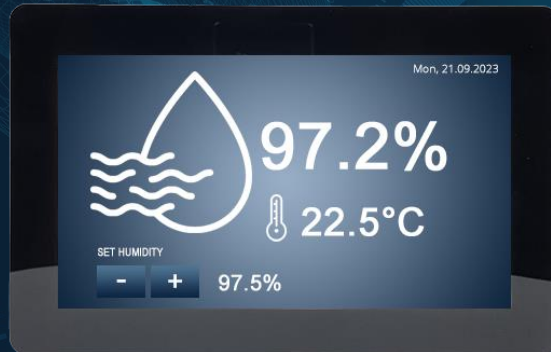 Mon, 21.09.2023
97.2%
22.5°C
SET HUMIDITY
- + 97.5%